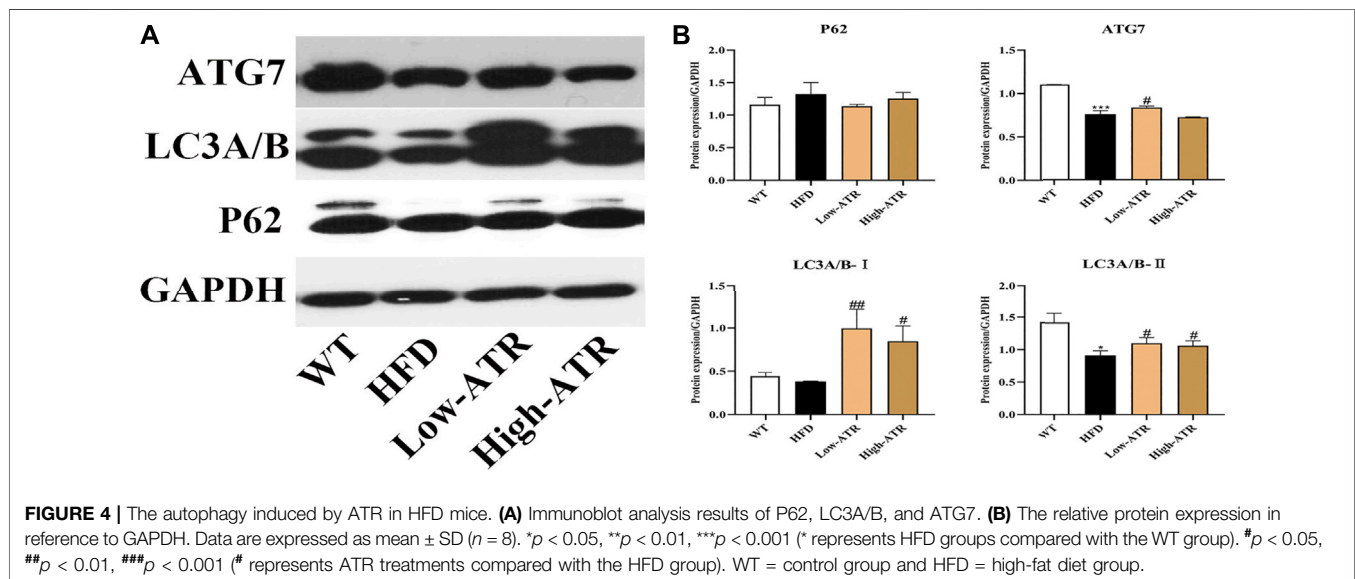 A
ATG7
LC3A/B
P62
GAPDH
WT
HFD
Low-ATR
High-ATR
B
P62
Protein expression/GAPDH
2.0
1.5
1.0
0.5
0.0
WT
HFD
Low-ATR
High-ATR
ATG7
Protein expression/GAPDH
1.5
1.0
0.5
0.0
***
#
WT
HFD
Low-ATR
High-ATR
LC3A/B-Ⅰ
Protein expression/GAPDH
1.5
1.0
0.5
0.0
##
#
WT
HFD
Low-ATR
High-ATR
LC3A/B-Ⅱ
Protein expression/GAPDH
2.0
1.5
1.0
0.5
0.0
*
#
#
WT
HFD
Low-ATR
High-ATR
FIGURE 4 | The autophagy induced by ATR in HFD mice. (A) Immunoblot analysis results of P62, LC3A/B, and ATG7. (B) The relative protein expression in
reference to GAPDH. Data are expressed as mean ± SD (n = 8). *p < 0.05, **p < 0.01, ***p < 0.001 (* represents HFD groups compared with the WT group). #p < 0.05,
##p < 0.01, ###p < 0.001 (# represents ATR treatments compared with the HFD group). WT = control group and HFD = high-fat diet group.